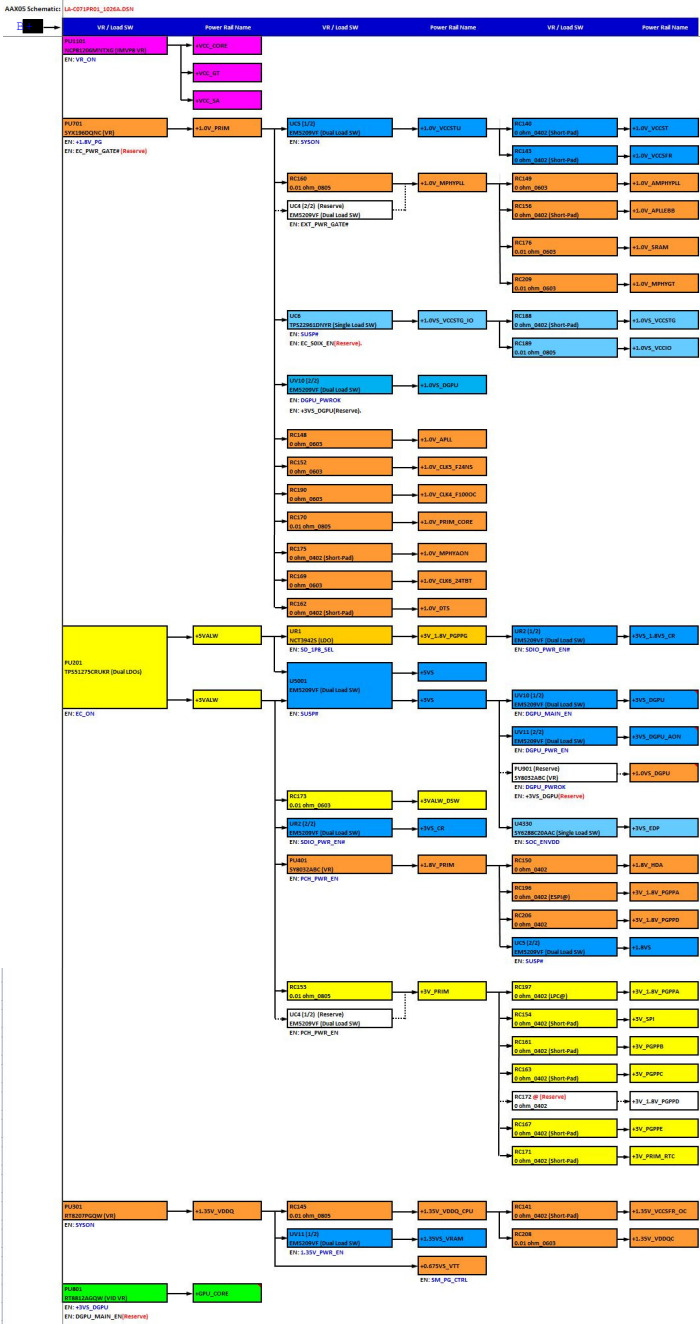 AAX05 Schematic: LA-C071PR01_1026A.DSN
B+
VR / Load SW
Power Rail Name
VR / Load SW
Power Rail Name
VR / Load SW
Power Rail Name
PU1101
NCP81206MNTXG (IMVP8 VR)
EN: VR_ON
+VCC_CORE
+VCC_GT
+VCC_SA
PU701
SYX196DQNC (VR)
EN: +1.8V_PG
EN: EC_PWR_GATE# (Reserve)
+1.0V_PRIM
UC5 (1/2)
EM5209VF (Dual Load SW)
EN: SYSON
+1.0V_VCCSTU
RC140
0 ohm_0402 (Short-Pad)
+1.0V_VCCST
RC143
0 ohm_0402 (Short-Pad)
+1.0V_VCCSFR
RC160
0.01 ohm_0805
UC4 (2/2) (Reserve)
EM5209VF (Dual Load SW)
EN: EXT_PWR_GATE#
+1.0V_MPHYPLL
RC149
0 ohm_0603
+1.0V_AMPHYPLL
RC156
0 ohm_0402 (Short-Pad)
+1.0V_APLLEBB
RC176
0.01 ohm_0603
+1.0V_SRAM
RC209
0.01 ohm_0603
+1.0V_MPHYGT
UC6
TPS22961DNYR (Single Load SW)
EN: SUSP#
EN: EC_S0IX_EN(Reserve).
+1.0VS_VCCSTG_IO
RC188
0 ohm_0402 (Short-Pad)
+1.0VS_VCCSTG
RC189
0.01 ohm_0805
+1.0VS_VCCIO
UV10 (2/2)
EM5209VF (Dual Load SW)
EN: DGPU_PWROK
EN: +3VS_DGPU(Reserve).
+1.0VS_DGPU
RC148
0 ohm_0603
+1.0V_APLL
RC152
0 ohm_0603
+1.0V_CLK5_F24NS
RC190
0 ohm_0603
+1.0V_CLK4_F100OC
RC170
0.01 ohm_0805
+1.0V_PRIM_CORE
RC175
0 ohm_0402 (Short-Pad)
+1.0V_MPHYAON
RC169
0 ohm_0603
+1.0V_CLK6_24TBT
RC162
0 ohm_0402 (Short-Pad)
+1.0V_DTS
PU201
TPS51275CRUKR (Dual LDOs)
EN: EC_ON
+5VALW
UR1
NCT3942S (LDO)
EN: SD_1P8_SEL
+3V_1.8V_PGPPG
UR2 (1/2)
EM5209VF (Dual Load SW)
EN: SDIO_PWR_EN#
+3VS_1.8VS_CR
+3VALW
U5001
EM5209VF (Dual Load SW)
EN: SUSP#
+5VS
+3VS
UV10 (1/2)
EM5209VF (Dual Load SW)
EN: DGPU_MAIN_EN
+3VS_DGPU
UV11 (2/2)
EM5209VF (Dual Load SW)
EN: DGPU_PWR_EN
+3VS_DGPU_AON
PU901 (Reserve)
SY8032ABC (VR)
EN: DGPU_PWROK
EN: +3VS_DGPU(Reserve)
+1.0VS_DGPU
RC173
0.01 ohm_0603
+3VALW_DSW
UR2 (2/2)
EM5209VF (Dual Load SW)
EN: SDIO_PWR_EN#
+3VS_CR
U4330
SY6288C20AAC (Single Load SW)
EN: SOC_ENVDD
+3VS_EDP
PU401
SY8032ABC (VR)
EN: PCH_PWR_EN
+1.8V_PRIM
RC150
0 ohm_0402
+1.8V_HDA
RC196
0 ohm_0402 (ESPI@)
+3V_1.8V_PGPPA
RC206
0 ohm_0402
+3V_1.8V_PGPPD
UC5 (2/2)
EM5209VF (Dual Load SW)
EN: SUSP#
+1.8VS
RC153
0.01 ohm_0805
UC4 (1/2) (Reserve)
EM5209VF (Dual Load SW)
EN: PCH_PWR_EN
+3V_PRIM
RC197
0 ohm_0402 (LPC@)
+3V_1.8V_PGPPA
RC154
0 ohm_0402 (Short-Pad)
+3V_SPI
RC161
0 ohm_0402 (Short-Pad)
+3V_PGPPB
RC163
0 ohm_0402 (Short-Pad)
+3V_PGPPC
RC172 @ (Reserve)
0 ohm_0402
+3V_1.8V_PGPPD
RC167
0 ohm_0402 (Short-Pad)
+3V_PGPPE
RC171
0 ohm_0402 (Short-Pad)
+3V_PRIM_RTC
PU301
RT8207PGQW (VR)
EN: SYSON
+1.35V_VDDQ
RC145
0.01 ohm_0805
+1.35V_VDDQ_CPU
RC141
0 ohm_0402 (Short-Pad)
+1.35V_VCCSFR_OC
UV11 (1/2)
EM5209VF (Dual Load SW)
EN: 1.35V_PWR_EN
+1.35VS_VRAM
RC208
0.01 ohm_0603
+1.35V_VDDQC
+0.675VS_VTT
EN: SM_PG_CTRL
PU801
RT8812AGQW (VID VR)
EN: +3VS_DGPU
EN: DGPU_MAIN_EN(Reserve)
+GPU_CORE